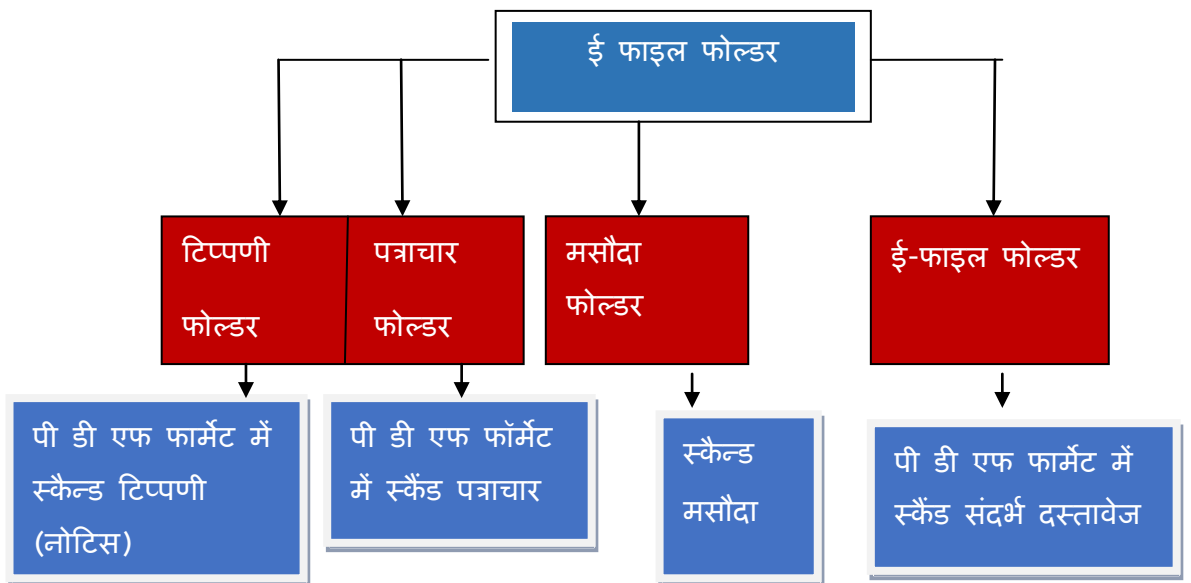 ई फाइल फोल्डर
टिप्पणी
फोल्डर
पत्राचार
फोल्डर
मसौदा
फोल्डर
ई-फाइल फोल्डर
पी डी एफ फार्मेट में
स्कैन्ड टिप्पणी
(नोटिस)
पी डी एफ फॉर्मेट
में स्कैंड पत्राचार
स्कैन्ड
मसौदा
पी डी एफ फार्मेट में
स्कैंड संदर्भ दस्तावेज